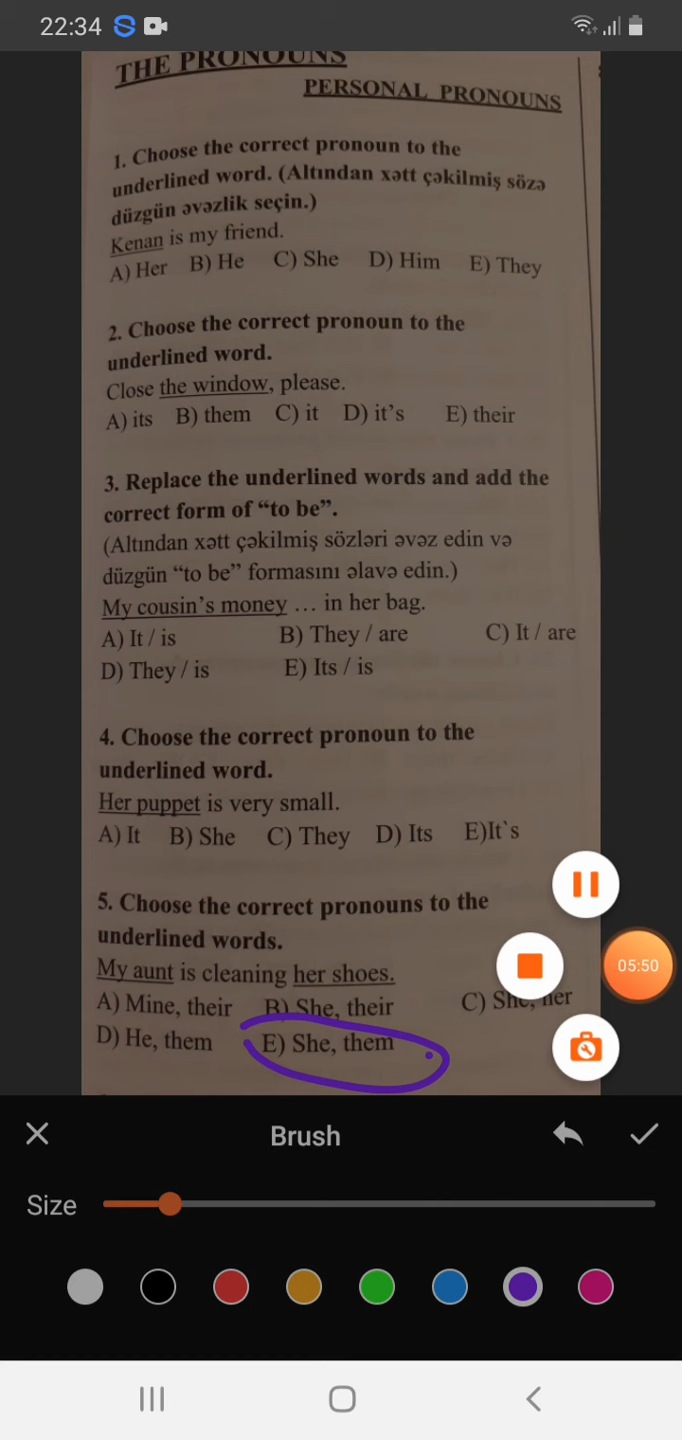 22:34
THE PRONOUNS
PERSONAL PRONOUNS
1. Choose the correct pronoun to the
underlined word. (Altından xətt çəkilmiş sözə
düzgün əvəzlik seçin.)
Kenan is my friend.
A) Her B) He C) She D) Him E) They
2. Choose the correct pronoun to the
underlined word.
Close the window, please.
A) its B) them C) it D) it's E) their
3. Replace the underlined words and add the
correct form of “to be”.
(Altından xətt çəkilmiş sözləri əvəz edin və
düzgün “to be” formasını əlavə edin.)
My cousin's money … in her bag.
A) It / is B) They / are C) It / are
D) They / is E) Its / is
4. Choose the correct pronoun to the
underlined word.
Her puppet is very small.
A) It B) She C) They D) Its E)It`s
5. Choose the correct pronouns to the
underlined words.
My aunt is cleaning her shoes.
A) Mine, their B) She, their C) She, her
D) He, them E) She, them
05:50
Brush
Size